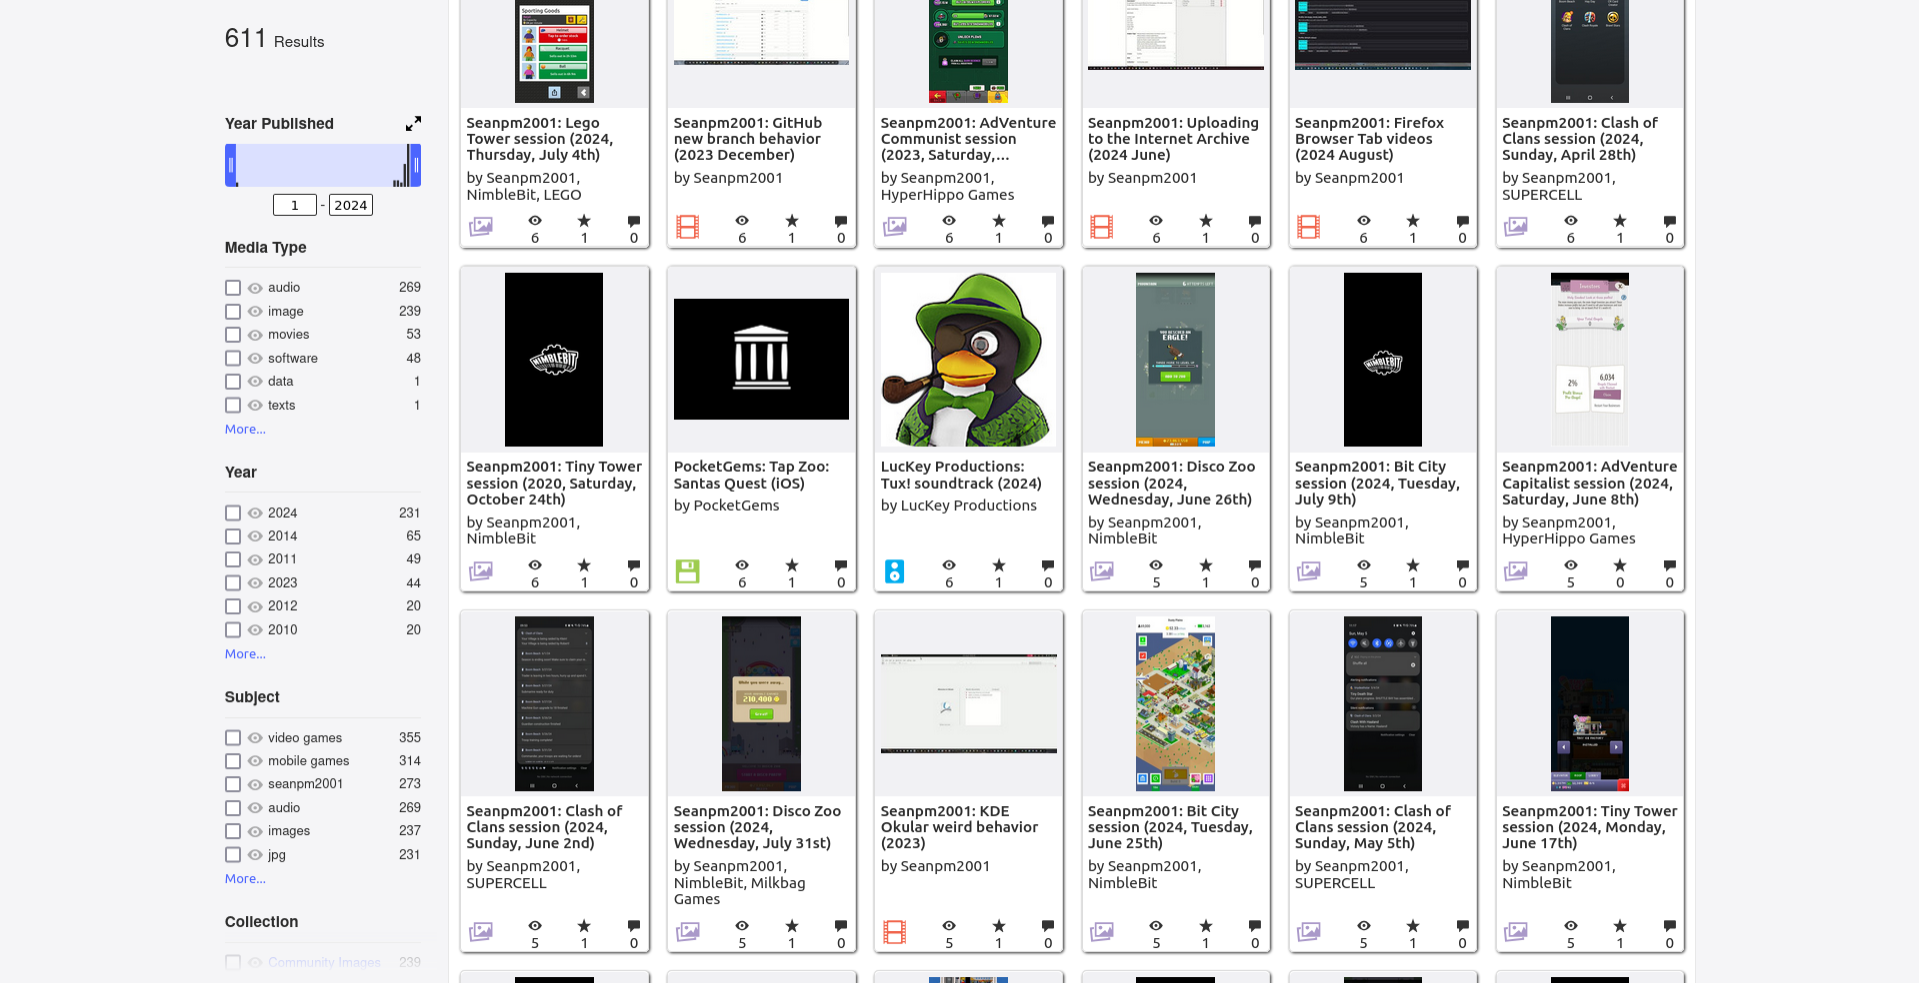 611 Results
Year Published
1 - 2024
Media Type
audio 269
image 239
movies 53
software 48
data 1
texts 1
More...
Year
2024 231
2014 65
2011 49
2023 44
2012 20
2010 20
More...
Subject
video games 355
mobile games 314
seanpm2001 273
audio 269
images 237
jpg 231
More...
Collection
Community Images 239
Sporting Goods
Seanpm2001: Lego
Tower session (2024,
Thursday, July 4th)
by Seanpm2001,
NimbleBit, LEGO
6 1 0
Seanpm2001: GitHub
new branch behavior
(2023 December)
by Seanpm2001
6 1 0
Seanpm2001: AdVenture
Communist session
(2023, Saturday,...
by Seanpm2001,
HyperHippo Games
6 1 0
Seanpm2001: Uploading
to the Internet Archive
(2024 June)
by Seanpm2001
6 1 0
Seanpm2001: Firefox
Browser Tab videos
(2024 August)
by Seanpm2001
6 1 0
Seanpm2001: Clash of
Clans session (2024,
Sunday, April 28th)
by Seanpm2001,
SUPERCELL
6 1 0
NIMBLEBIT
Seanpm2001: Tiny Tower
session (2020, Saturday,
October 24th)
by Seanpm2001,
NimbleBit
6 1 0
PocketGems: Tap Zoo:
Santas Quest (iOS)
by PocketGems
6 1 0
LucKey Productions:
Tux! soundtrack (2024)
by LucKey Productions
6 1 0
EAGLE!
Seanpm2001: Disco Zoo
session (2024,
Wednesday, June 26th)
by Seanpm2001,
NimbleBit
5 1 0
NIMBLEBIT
Seanpm2001: Bit City
session (2024, Tuesday,
July 9th)
by Seanpm2001,
NimbleBit
5 1 0
2%
6,034
Seanpm2001: AdVenture
Capitalist session (2024,
Saturday, June 8th)
by Seanpm2001,
HyperHippo Games
5 0 0
Seanpm2001: Clash of
Clans session (2024,
Sunday, June 2nd)
by Seanpm2001,
SUPERCELL
5 1 0
While you were away...
210,400
Seanpm2001: Disco Zoo
session (2024,
Wednesday, July 31st)
by Seanpm2001,
NimbleBit, Milkbag
Games
5 1 0
Seanpm2001: KDE
Okular weird behavior
(2023)
by Seanpm2001
5 1 0
Seanpm2001: Bit City
session (2024, Tuesday,
June 25th)
by Seanpm2001,
NimbleBit
5 1 0
Seanpm2001: Clash of
Clans session (2024,
Sunday, May 5th)
by Seanpm2001,
SUPERCELL
5 1 0
Seanpm2001: Tiny Tower
session (2024, Monday,
June 17th)
by Seanpm2001,
NimbleBit
5 1 0